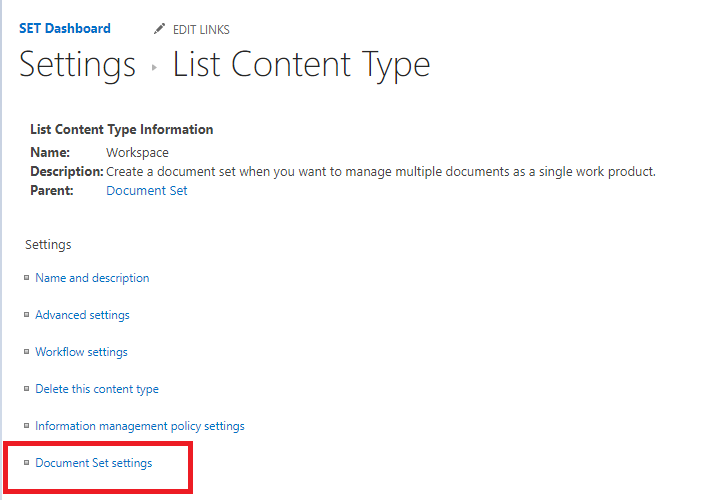 SET Dashboard EDIT LINKS
Settings ▸ List Content Type
List Content Type Information
Name: Workspace
Description: Create a document set when you want to manage multiple documents as a single work product.
Parent: Document Set
Settings
Name and description
Advanced settings
Workflow settings
Delete this content type
Information management policy settings
Document Set settings